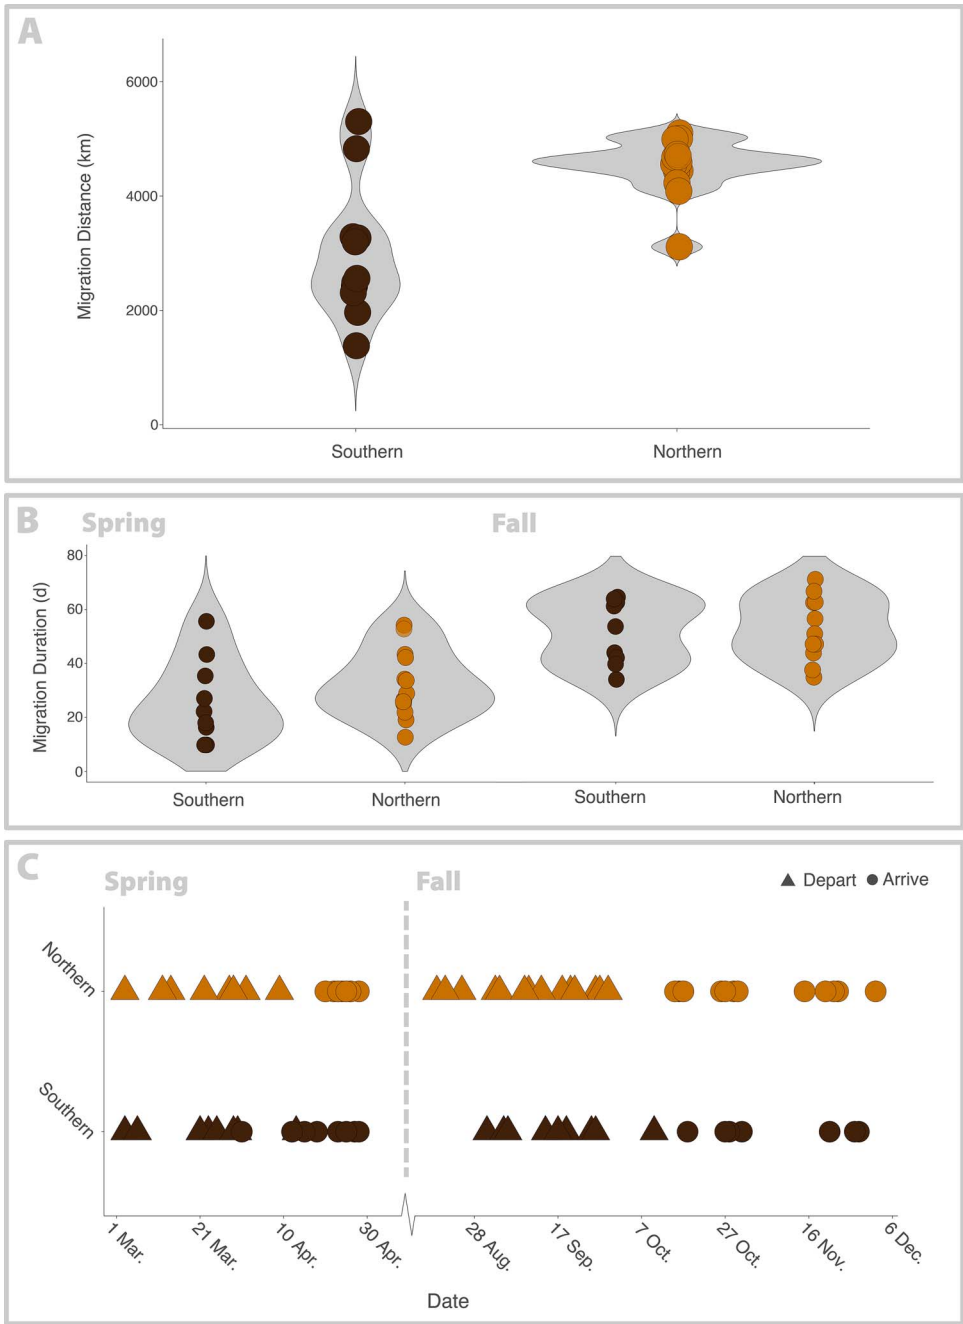 A
Migration Distance (km)
6000
4000
2000
0
Southern Northern
B Spring Fall
Migration Duration (d)
80
60
40
20
0
Southern Northern Southern Northern
C Spring Fall
Depart Arrive
Northern
Southern
1 Mar. 21 Mar. 10 Apr. 30 Apr. 28 Aug. 17 Sep. 7 Oct. 27 Oct. 16 Nov. 6 Dec.
Date